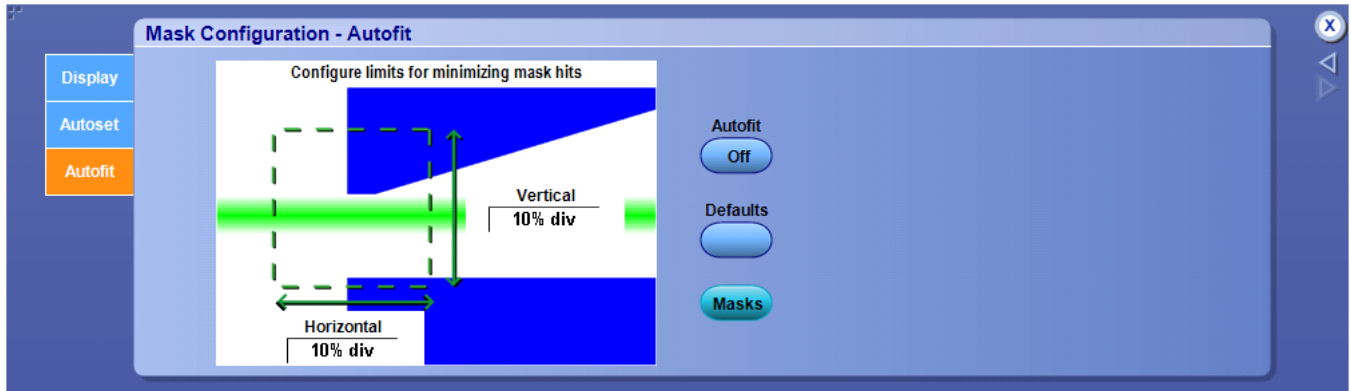 Mask Configuration - Autofit
X
Display
Autoset
Autofit
Configure limits for minimizing mask hits
Vertical
10% div
Horizontal
10% div
Autofit
Off
Defaults
Masks